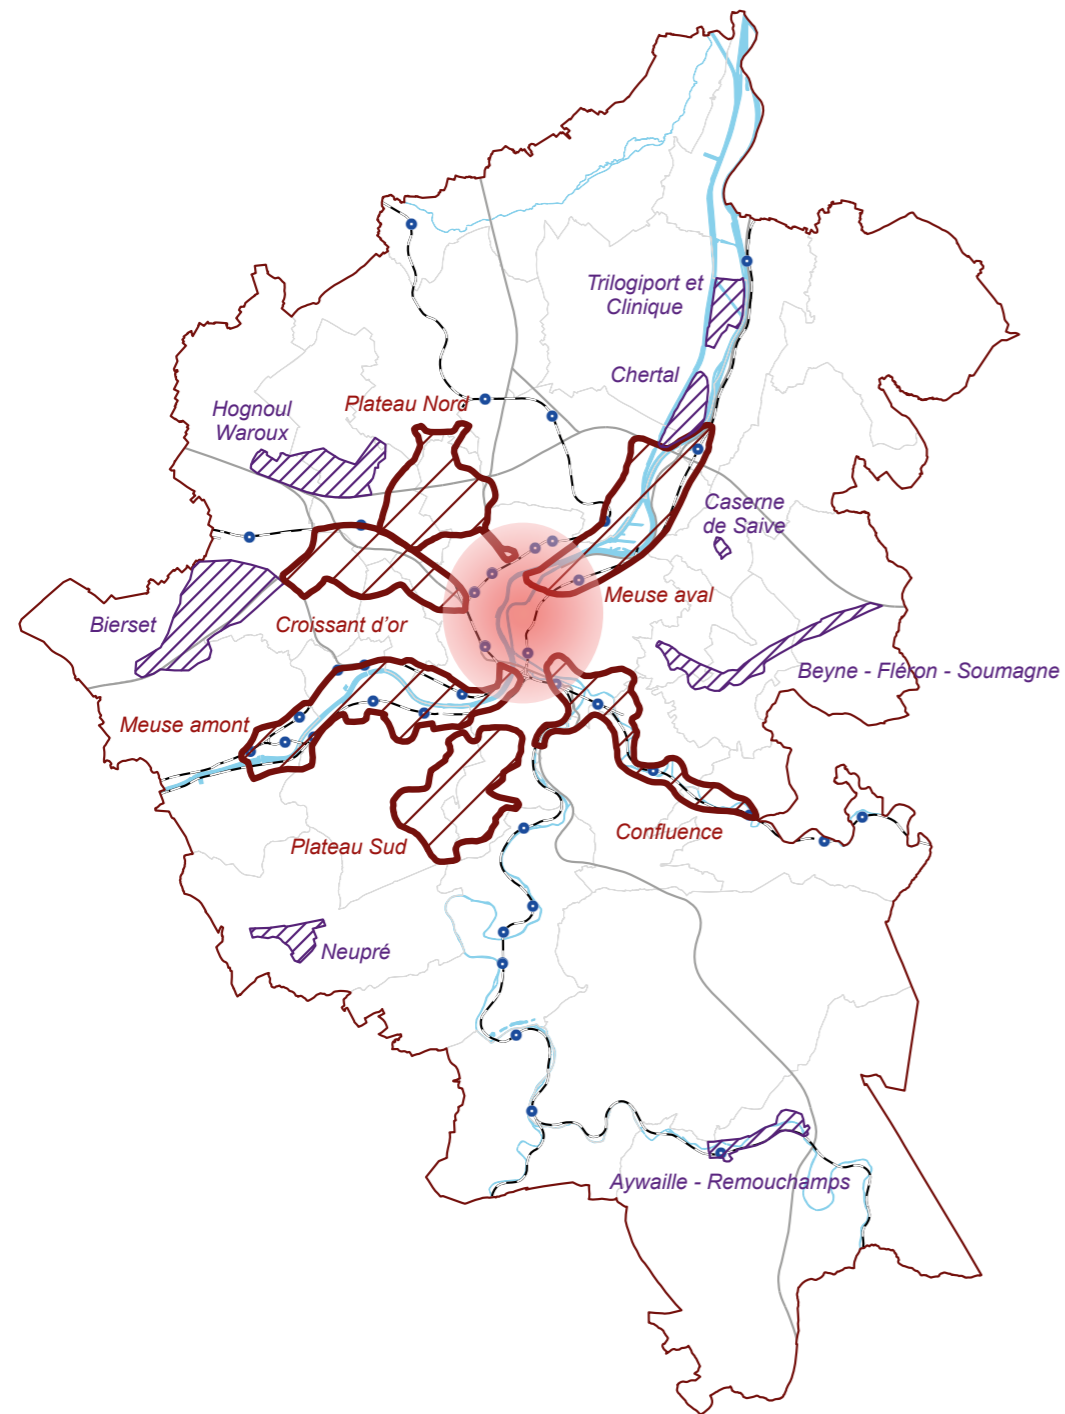 Trilogiport et
Clinique
Chertal
Plateau Nord
Hognoul
Waroux
Caserne
de Saive
Meuse aval
Croissant d'or
Bierset
Beyne - Fléron - Soumagne
Meuse amont
Confluence
Plateau Sud
Neupré
Aywaille - Remouchamps